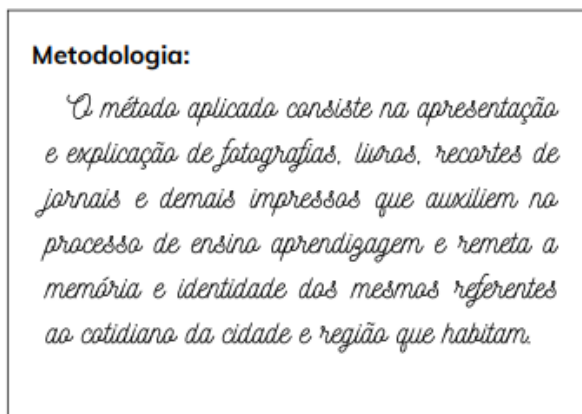 Metodologia:
O método aplicado consiste na apresentação
e explicação de fotografias, livros, recortes de
jornais e demais impressos que auxiliem no
processo de ensino aprendizagem e remeta a
memória e identidade dos mesmos referentes
ao cotidiano da cidade e região que habitam.